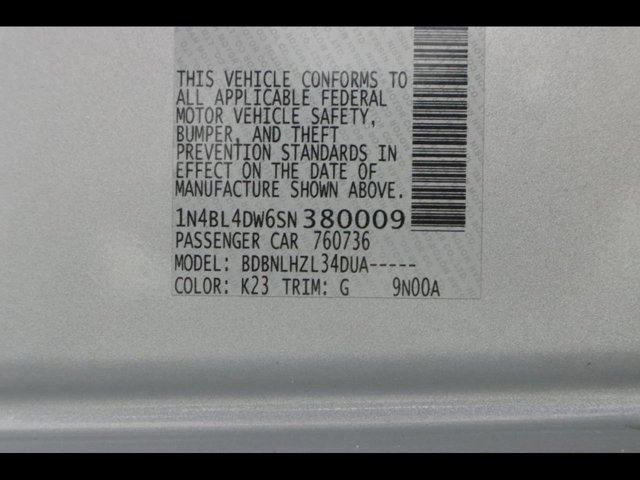 THIS VEHICLE CONFORMS TO
ALL APPLICABLE FEDERAL
MOTOR VEHICLE SAFETY,
BUMPER, AND THEFT
PREVENTION STANDARDS IN
EFFECT ON THE DATE OF
MANUFACTURE SHOWN ABOVE.
1N4BL4DW6SN380009
PASSENGER CAR 760736
MODEL: BDBNLHZL34DUA-----
COLOR: K23 TRIM: G 9N00A